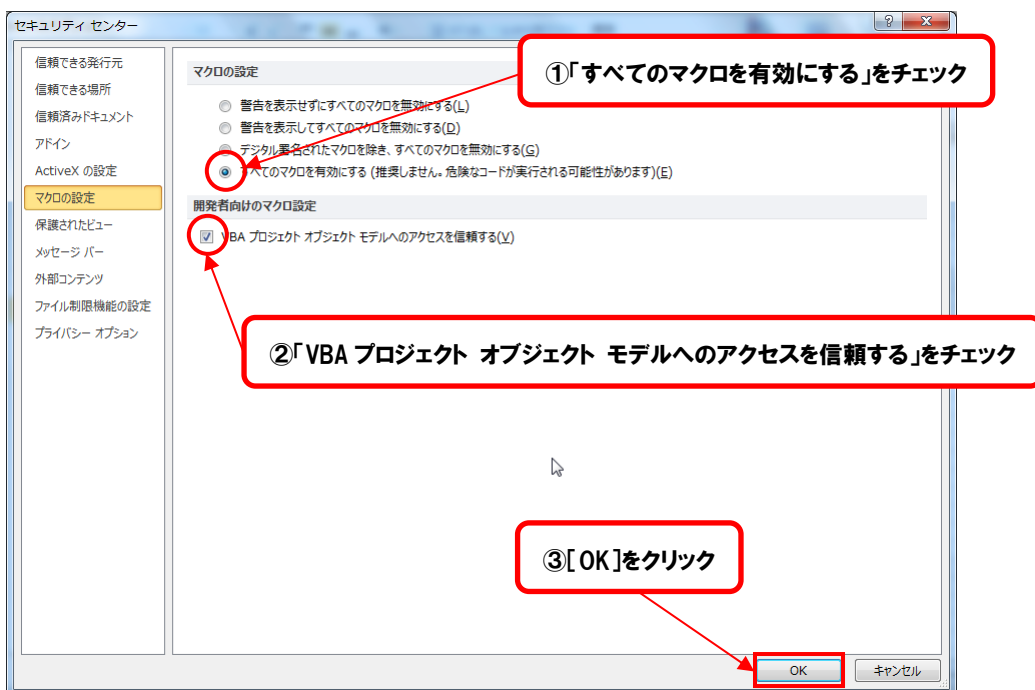 セキュリティ センター
信頼できる発行元
信頼できる場所
信頼済みドキュメント
アドイン
ActiveX の設定
マクロの設定
保護されたビュー
メッセージ バー
外部コンテンツ
ファイル制限機能の設定
プライバシー オプション
マクロの設定
警告を表示せずにすべてのマクロを無効にする(L)
警告を表示してすべてのマクロを無効にする(D)
デジタル署名されたマクロを除き、すべてのマクロを無効にする(G)
すべてのマクロを有効にする (推奨しません。危険なコードが実行される可能性があります)(E)
開発者向けのマクロ設定
VBA プロジェクト オブジェクト モデルへのアクセスを信頼する(V)
①「すべてのマクロを有効にする」をチェック
②「VBA プロジェクト オブジェクト モデルへのアクセスを信頼する」をチェック
③[OK]をクリック
OK
キャンセル